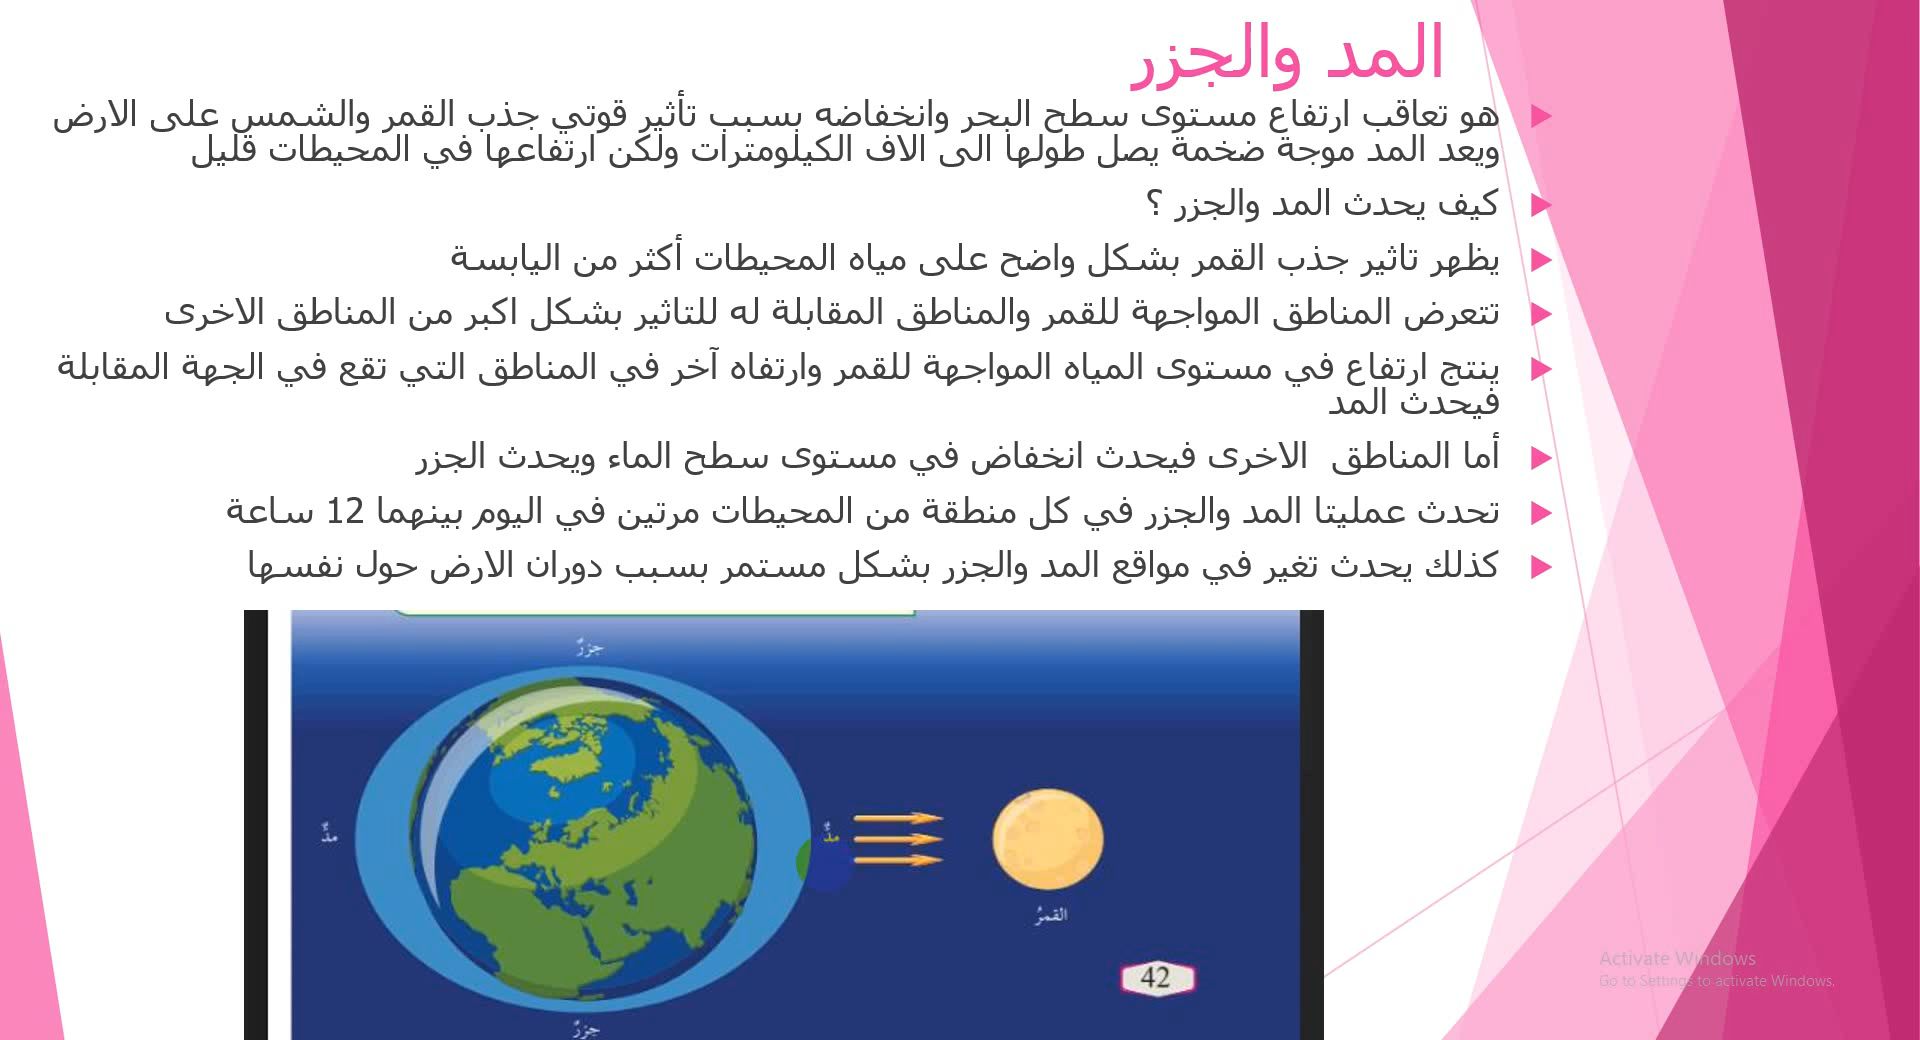 المد والجزر
هو تعاقب ارتفاع مستوى سطح البحر وانخفاضه بسبب تأثير قوتي جذب القمر والشمس على الارض
ويعد المد موجة ضخمة يصل طولها الى الاف الكيلومترات ولكن ارتفاعها في المحيطات قليل
كيف يحدث المد والجزر ؟
يظهر تاثير جذب القمر بشكل واضح على مياه المحيطات أكثر من اليابسة
تتعرض المناطق المواجهة للقمر والمناطق المقابلة له للتاثير بشكل اكبر من المناطق الاخرى
ينتج ارتفاع في مستوى المياه المواجهة للقمر وارتفاه آخر في المناطق التي تقع في الجهة المقابلة
فيحدث المد
أما المناطق الاخرى فيحدث انخفاض في مستوى سطح الماء ويحدث الجزر
تحدث عمليتا المد والجزر في كل منطقة من المحيطات مرتين في اليوم بينهما 12 ساعة
كذلك يحدث تغير في مواقع المد والجزر بشكل مستمر بسبب دوران الارض حول نفسها
جزرٌ
مدٌّ
مدٌّ
القمرُ
42
جزرٌ
Activate Windows
Go to Settings to activate Windows.